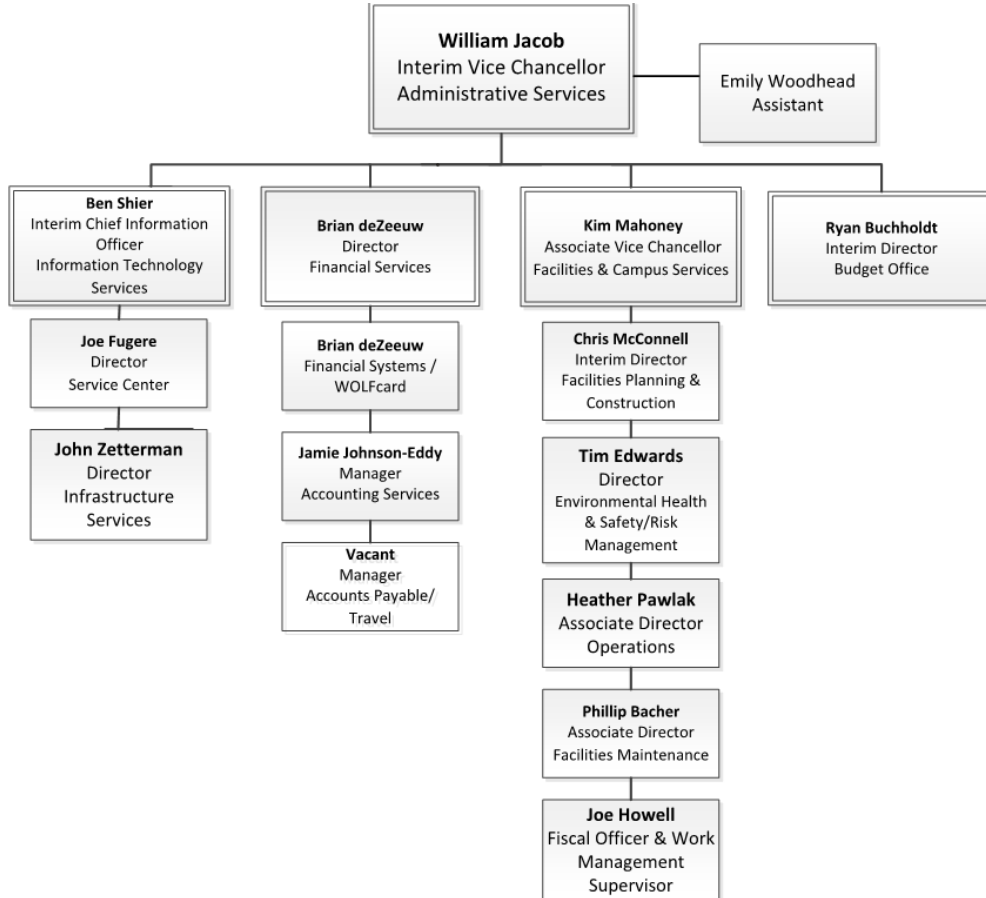 William Jacob
Interim Vice Chancellor
Administrative Services
Emily Woodhead
Assistant
Ben Shier
Interim Chief Information
Officer
Information Technology
Services
Brian deZeeuw
Director
Financial Services
Kim Mahoney
Associate Vice Chancellor
Facilities & Campus Services
Ryan Buchholdt
Interim Director
Budget Office
Joe Fugere
Director
Service Center
John Zetterman
Director
Infrastructure
Services
Brian deZeeuw
Financial Systems /
WOLFcard
Jamie Johnson-Eddy
Manager
Accounting Services
Vacant
Manager
Accounts Payable/
Travel
Chris McConnell
Interim Director
Facilities Planning &
Construction
Tim Edwards
Director
Environmental Health
& Safety/Risk
Management
Heather Pawlak
Associate Director
Operations
Phillip Bacher
Associate Director
Facilities Maintenance
Joe Howell
Fiscal Officer & Work
Management
Supervisor